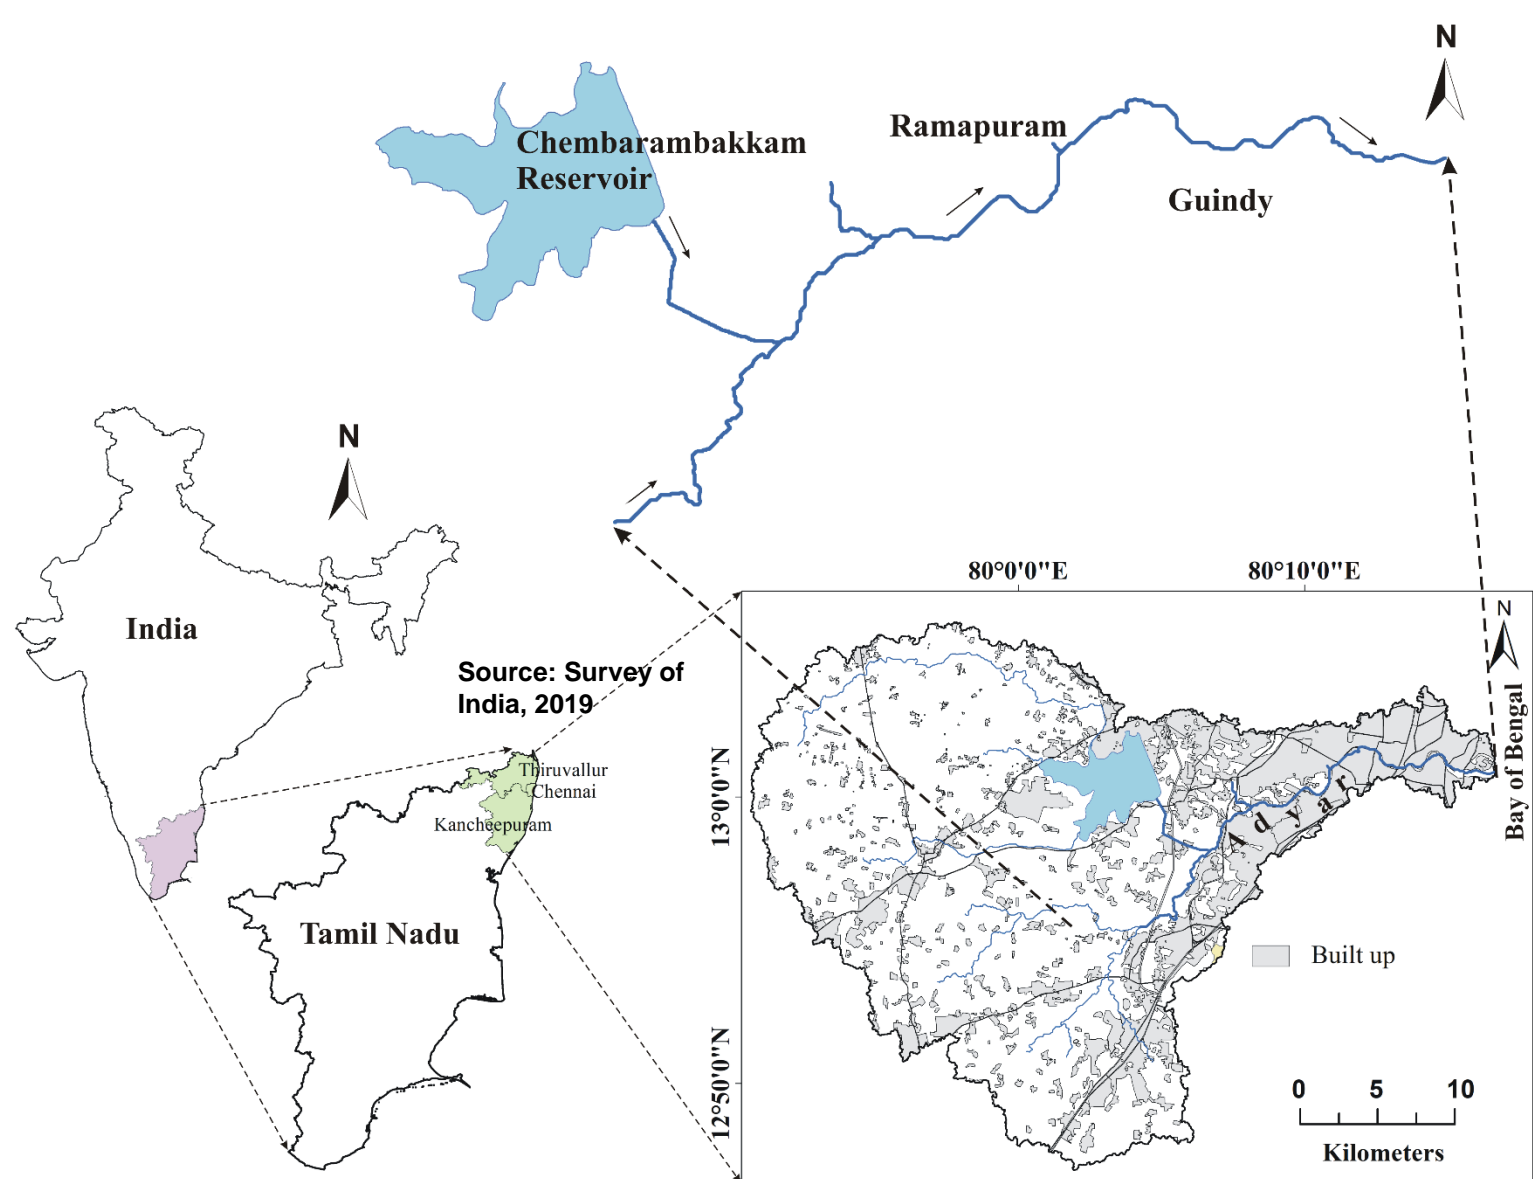 N
Chembarambakkam
Reservoir
Ramapuram
Guindy
N
India
Source: Survey of
India, 2019
Thiruvallur
Chennai
Kancheepuram
Tamil Nadu
80°0'0"E
80°10'0"E
N
13°0'0"N
12°50'0"N
Adyar
Bay of Bengal
Built up
0 5 10
Kilometers